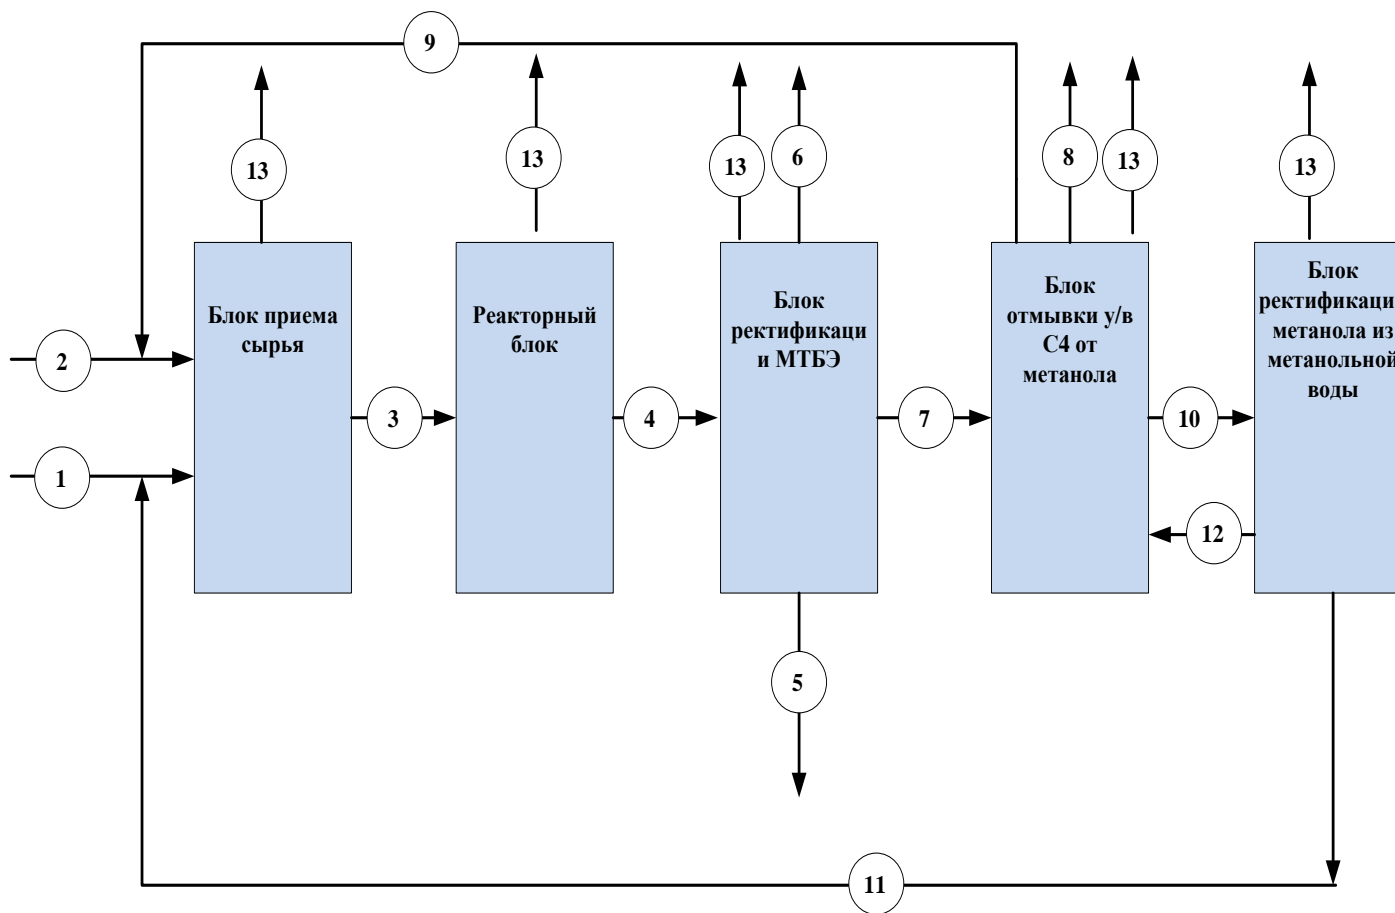 9
13
13
13
6
8
13
13
Блок приема
сырья
Реакторный
блок
Блок
ректификаци
и МТБЭ
Блок
отмывки у/в
С4 от
метанола
Блок
ректификаци
метанола из
метанольной
воды
2
3
4
7
10
1
12
5
11